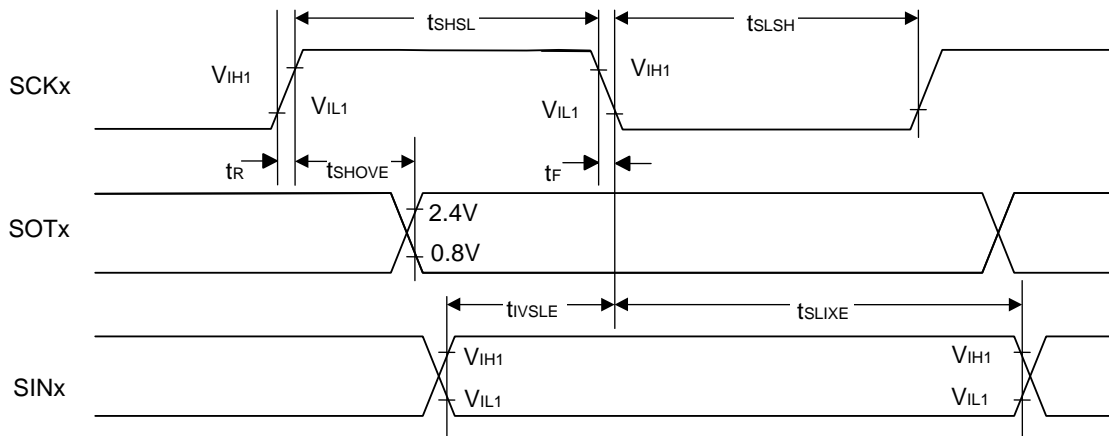 tSHSL tSLSH
SCKx VIH1 VIL1 VIL1 VIH1
tR tSHOVE tF
SOTx 2.4V
0.8V
tIVSLE tSLIXE
SINx VIH1 VIH1
VIL1 VIL1